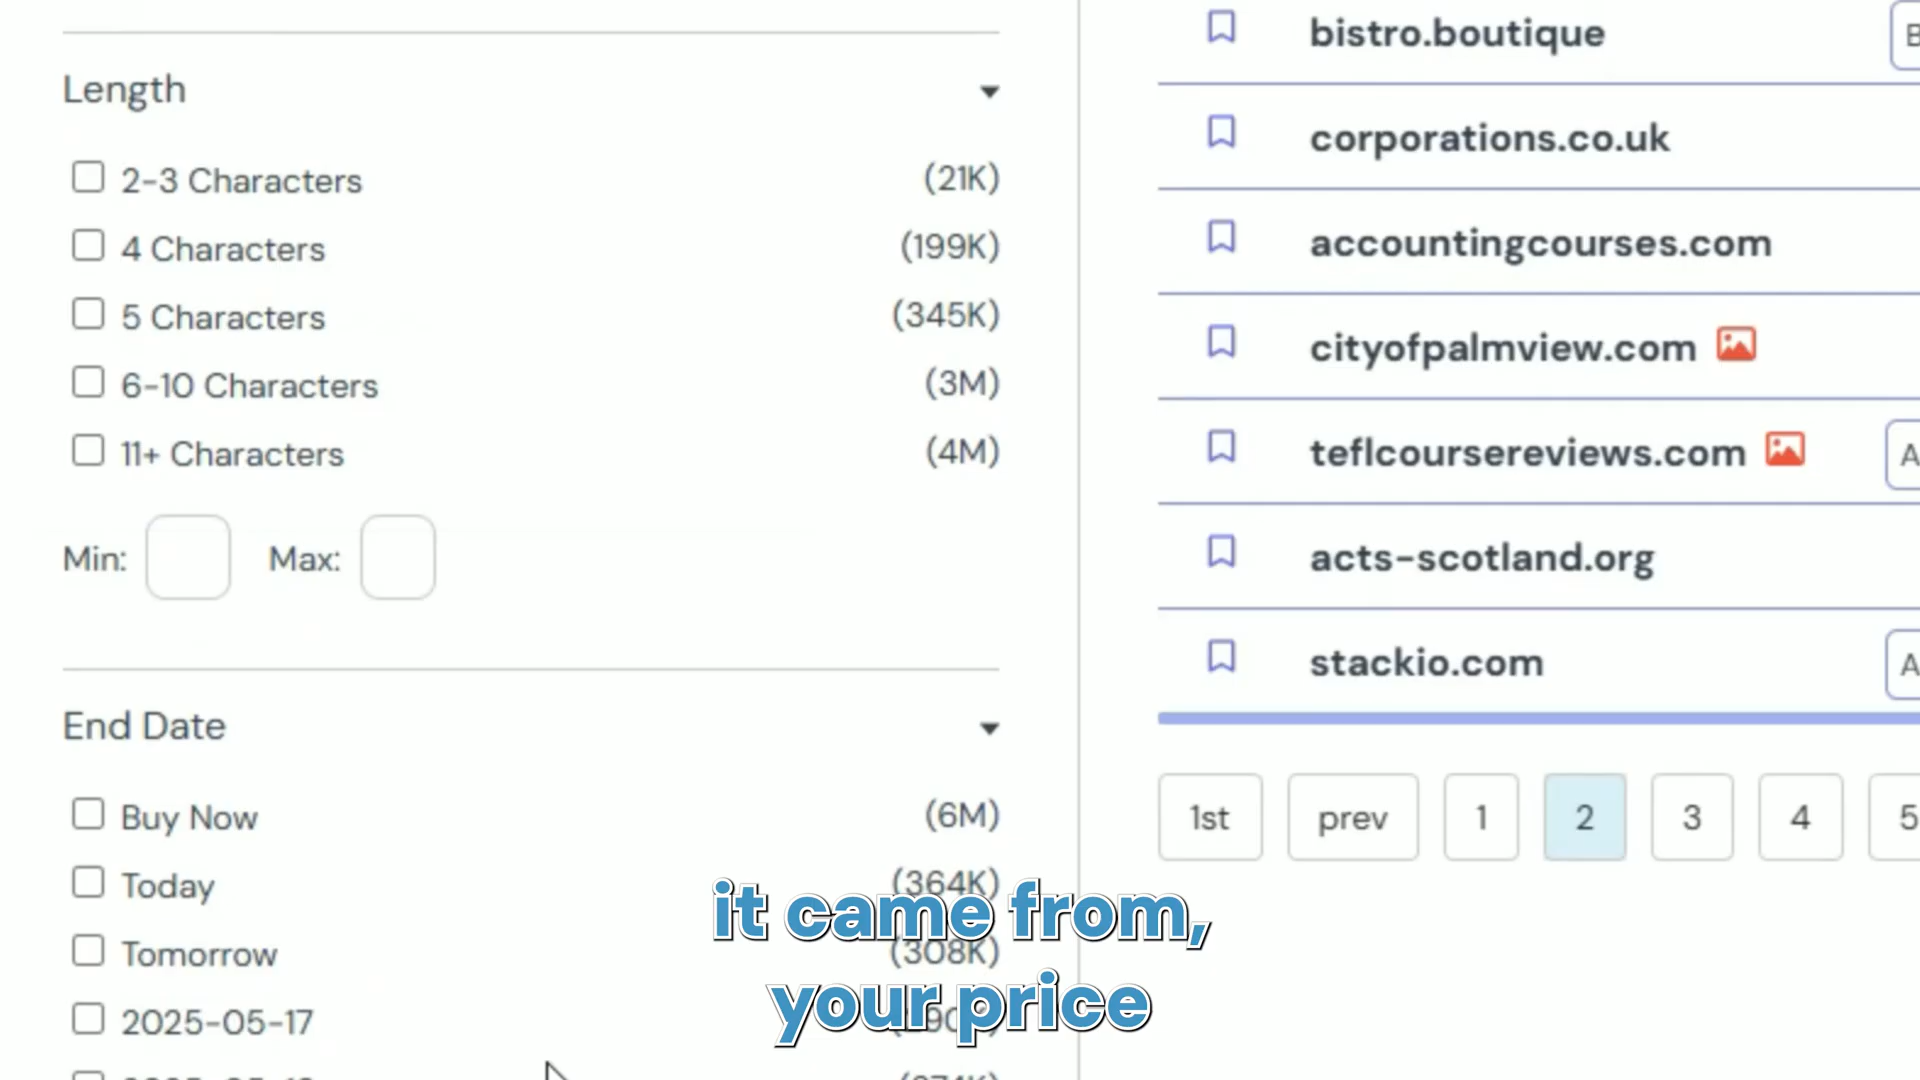 Length
2-3 Characters (21K)
4 Characters (199K)
5 Characters (345K)
6-10 Characters (3M)
11+ Characters (4M)
Min: Max:
End Date
Buy Now (6M)
Today (364K)
Tomorrow (308K)
2025-05-17
bistro.boutique
corporations.co.uk
accountingcourses.com
cityofpalmview.com
teflcoursereviews.com A
acts-scotland.org
stackio.com A
1st prev 1 2 3 4 5
it came from,
your price